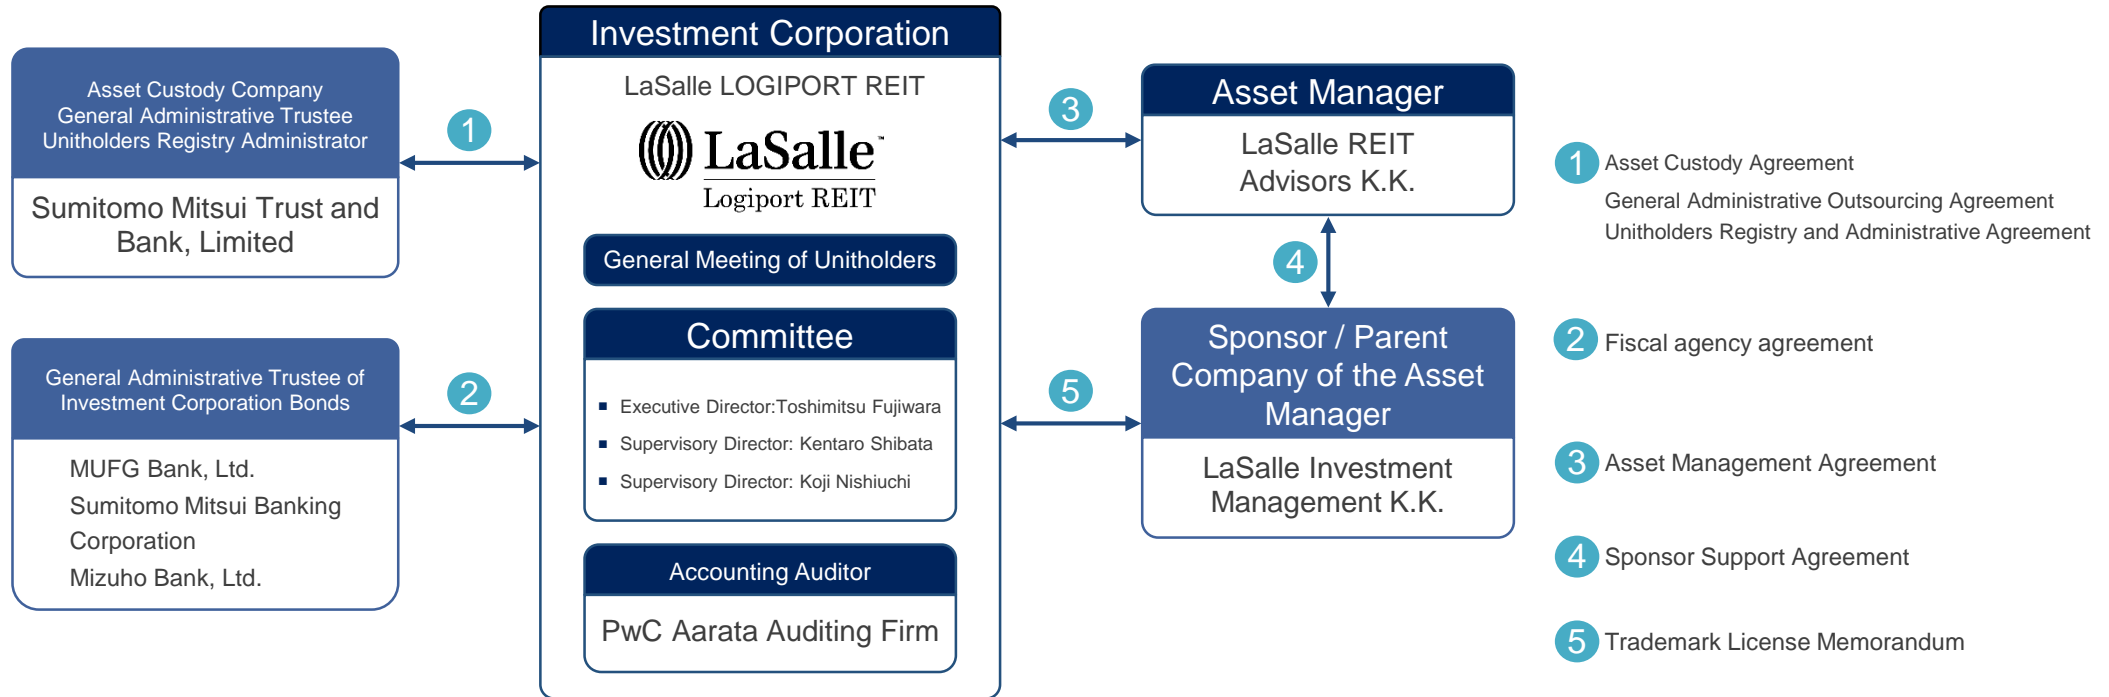 Asset Custody Company
General Administrative Trustee
Unitholders Registry Administrator
Sumitomo Mitsui Trust and
Bank, Limited
1
General Administrative Trustee of
Investment Corporation Bonds
MUFG Bank, Ltd.
Sumitomo Mitsui Banking
Corporation
Mizuho Bank, Ltd.
2
Investment Corporation
LaSalle LOGIPORT REIT
LaSalle™
Logiport REIT
General Meeting of Unitholders
Committee
▪ Executive Director:Toshimitsu Fujiwara
▪ Supervisory Director: Kentaro Shibata
▪ Supervisory Director: Koji Nishiuchi
Accounting Auditor
PwC Aarata Auditing Firm
3
Asset Manager
LaSalle REIT
Advisors K.K.
4
5
Sponsor / Parent
Company of the Asset
Manager
LaSalle Investment
Management K.K.
1 Asset Custody Agreement
General Administrative Outsourcing Agreement
Unitholders Registry and Administrative Agreement
2 Fiscal agency agreement
3 Asset Management Agreement
4 Sponsor Support Agreement
5 Trademark License Memorandum